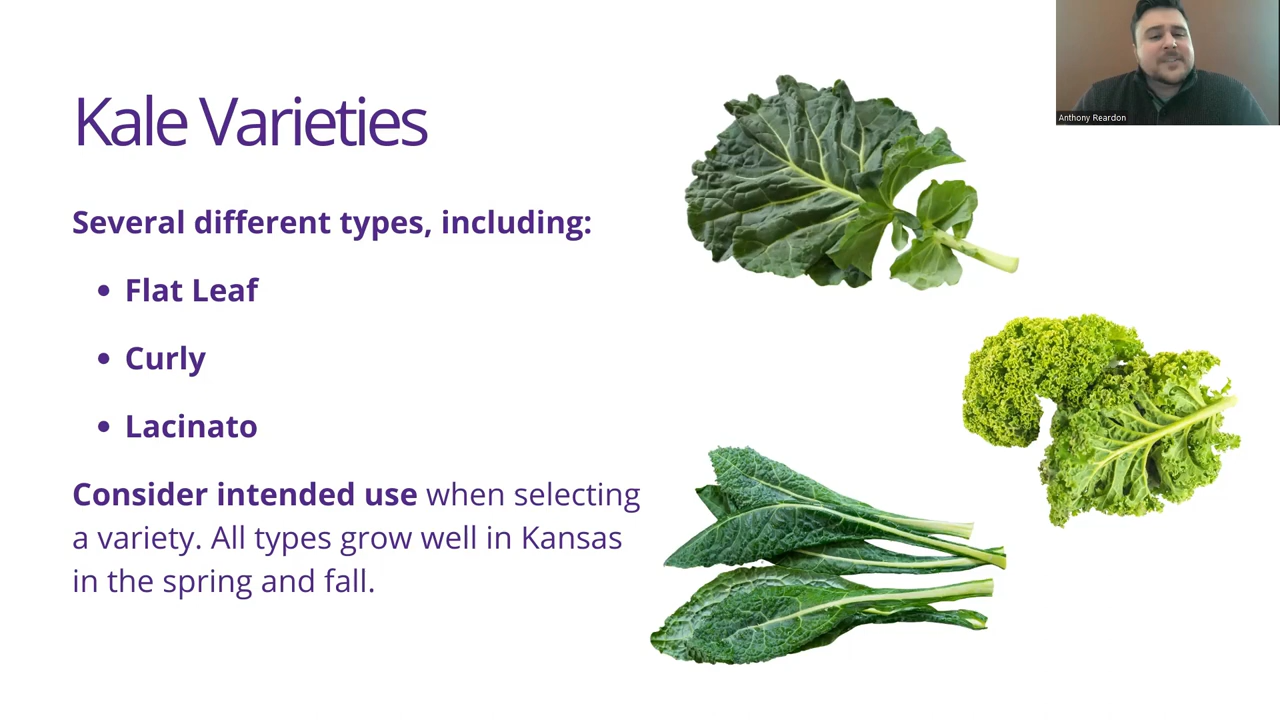 Kale Varieties
Several different types, including:
• Flat Leaf
• Curly
• Lacinato
Consider intended use when selecting
a variety. All types grow well in Kansas
in the spring and fall.
Anthony Reardon